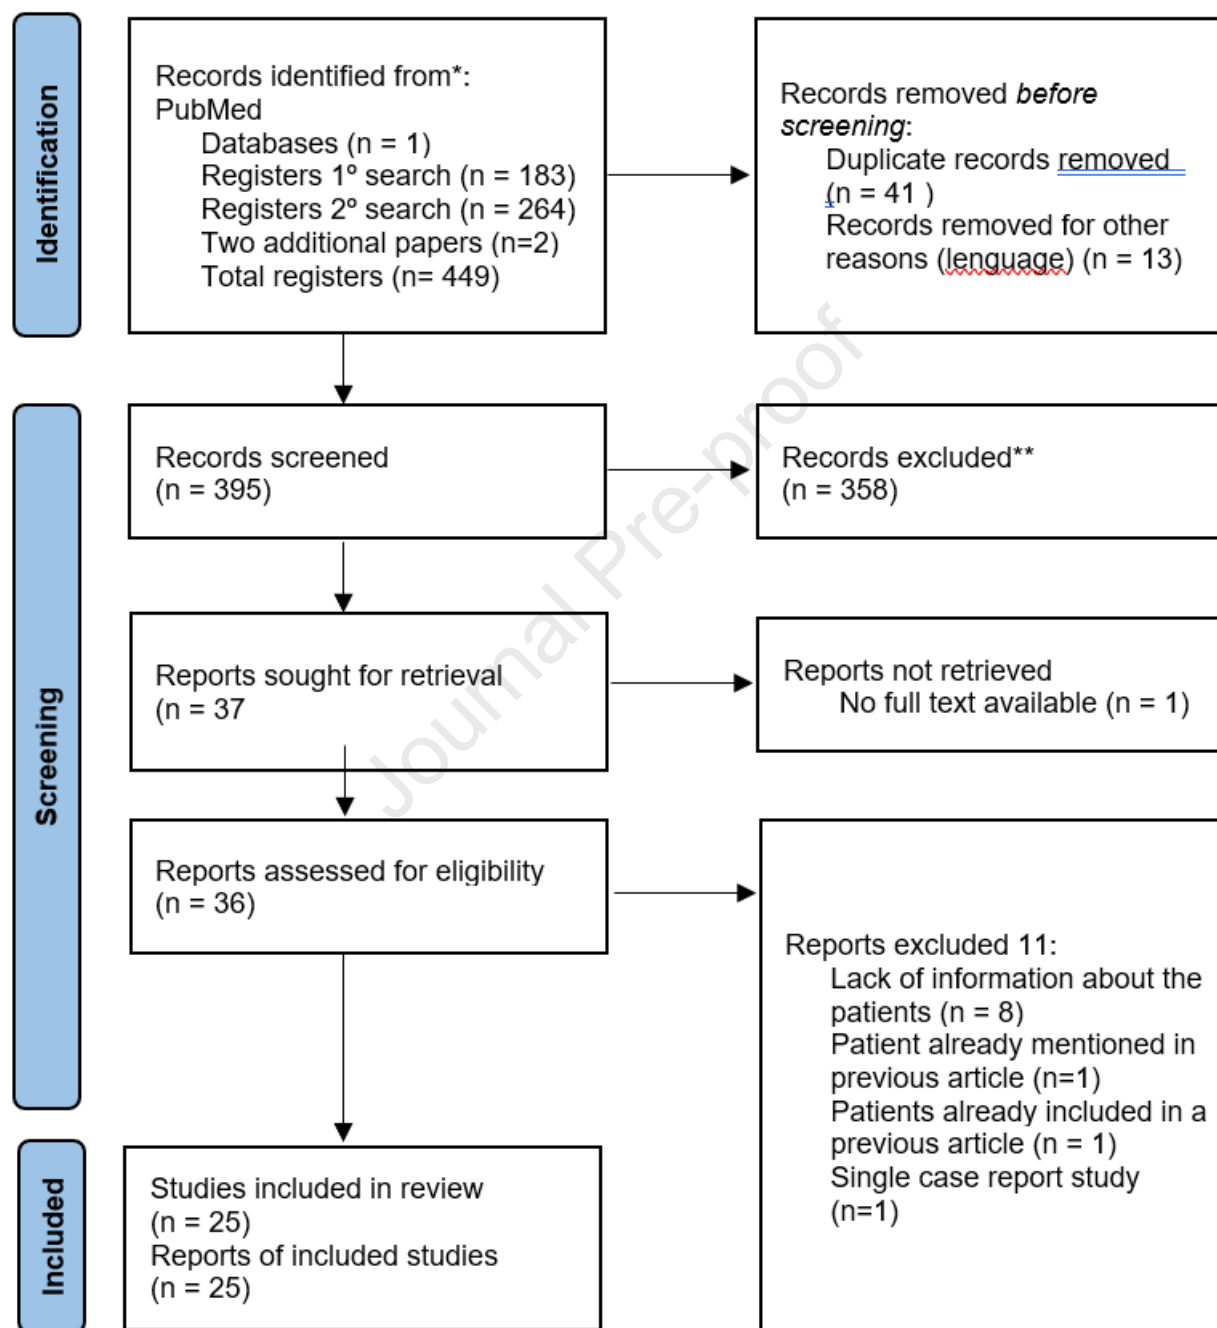 Identification
Records identified from*:
PubMed
Databases (n = 1)
Registers 1º search (n = 183)
Registers 2º search (n = 264)
Two additional papers (n=2)
Total registers (n= 449)
Records removed before
screening:
Duplicate records removed
(n = 41 )
Records removed for other
reasons (lenguage) (n = 13)
Screening
Records screened
(n = 395)
Records excluded**
(n = 358)
Reports sought for retrieval
(n = 37
Reports not retrieved
No full text available (n = 1)
Reports assessed for eligibility
(n = 36)
Reports excluded 11:
Lack of information about the
patients (n = 8)
Patient already mentioned in
previous article (n=1)
Patients already included in a
previous article (n = 1)
Single case report study
(n=1)
Included
Studies included in review
(n = 25)
Reports of included studies
(n = 25)
Journal Pre-proof